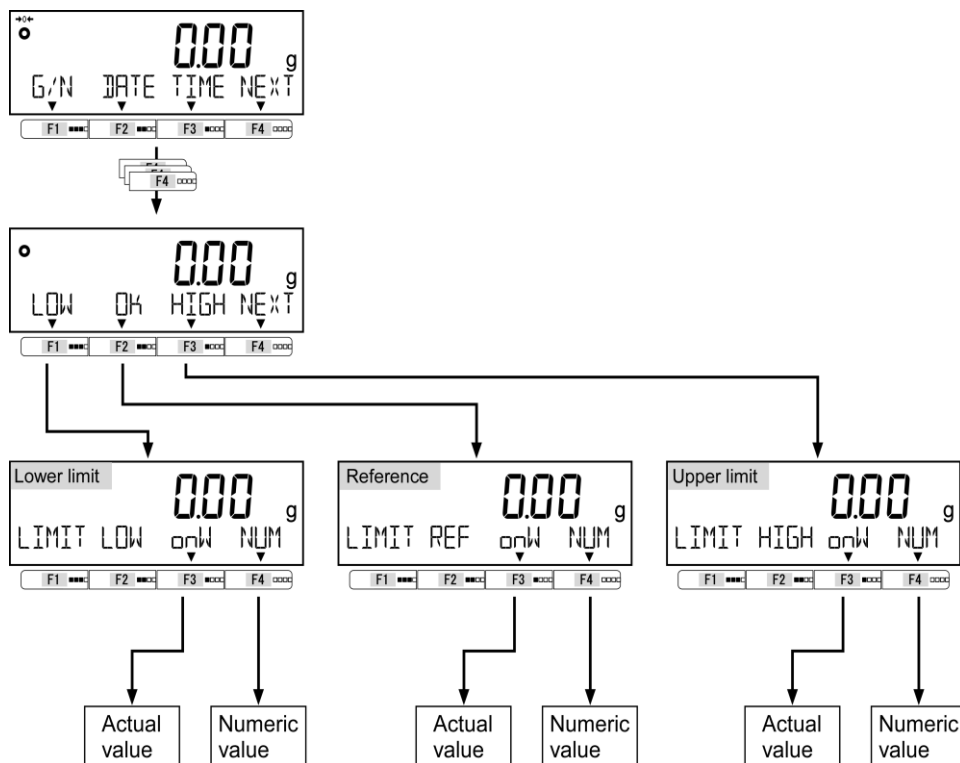 →0←
0.00 g
G/N DATE TIME NEXT
F1 F2 F3 F4
F4
0.00 g
LOW OK HIGH NEXT
F1 F2 F3 F4
Lower limit 0.00 g
LIMIT LOW onW NUM
F1 F2 F3 F4
Reference 0.00 g
LIMIT REF onW NUM
F1 F2 F3 F4
Upper limit 0.00 g
LIMIT HIGH onW NUM
F1 F2 F3 F4
Actual
value
Numeric
value
Actual
value
Numeric
value
Actual
value
Numeric
value